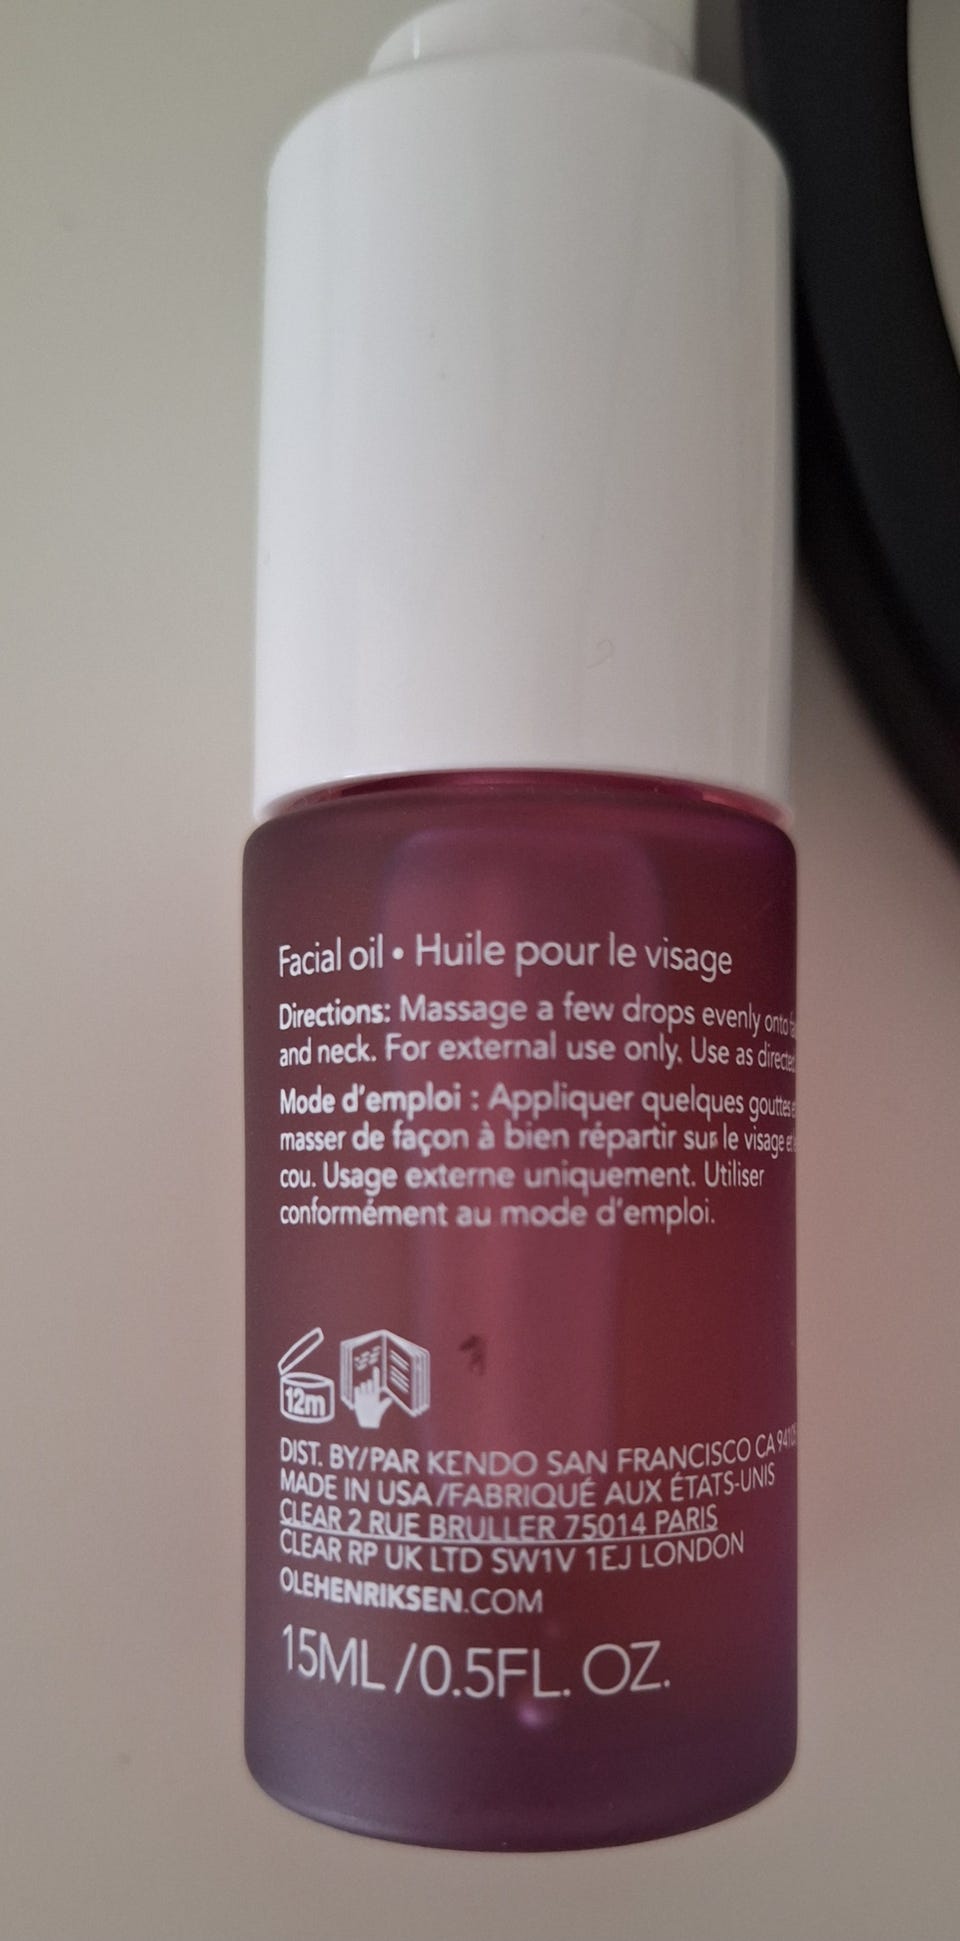 Facial oil • Huile pour le visage
Directions: Massage a few drops evenly onto
and neck. For external use only. Use as directed
Mode d'emploi : Appliquer quelques gouttes
masser de façon à bien répartir sur le visage et
cou. Usage externe uniquement. Utiliser
conformément au mode d'emploi.
12m
DIST. BY/PAR KENDO SAN FRANCISCO CA
MADE IN USA/FABRIQUÉ AUX ÉTATS-UNIS
CLEAR 2 RUE BRULLER 75014 PARIS
CLEAR RP UK LTD SW1V 1EJ LONDON
OLEHENRIKSEN.COM
15ML/0.5FL. OZ.